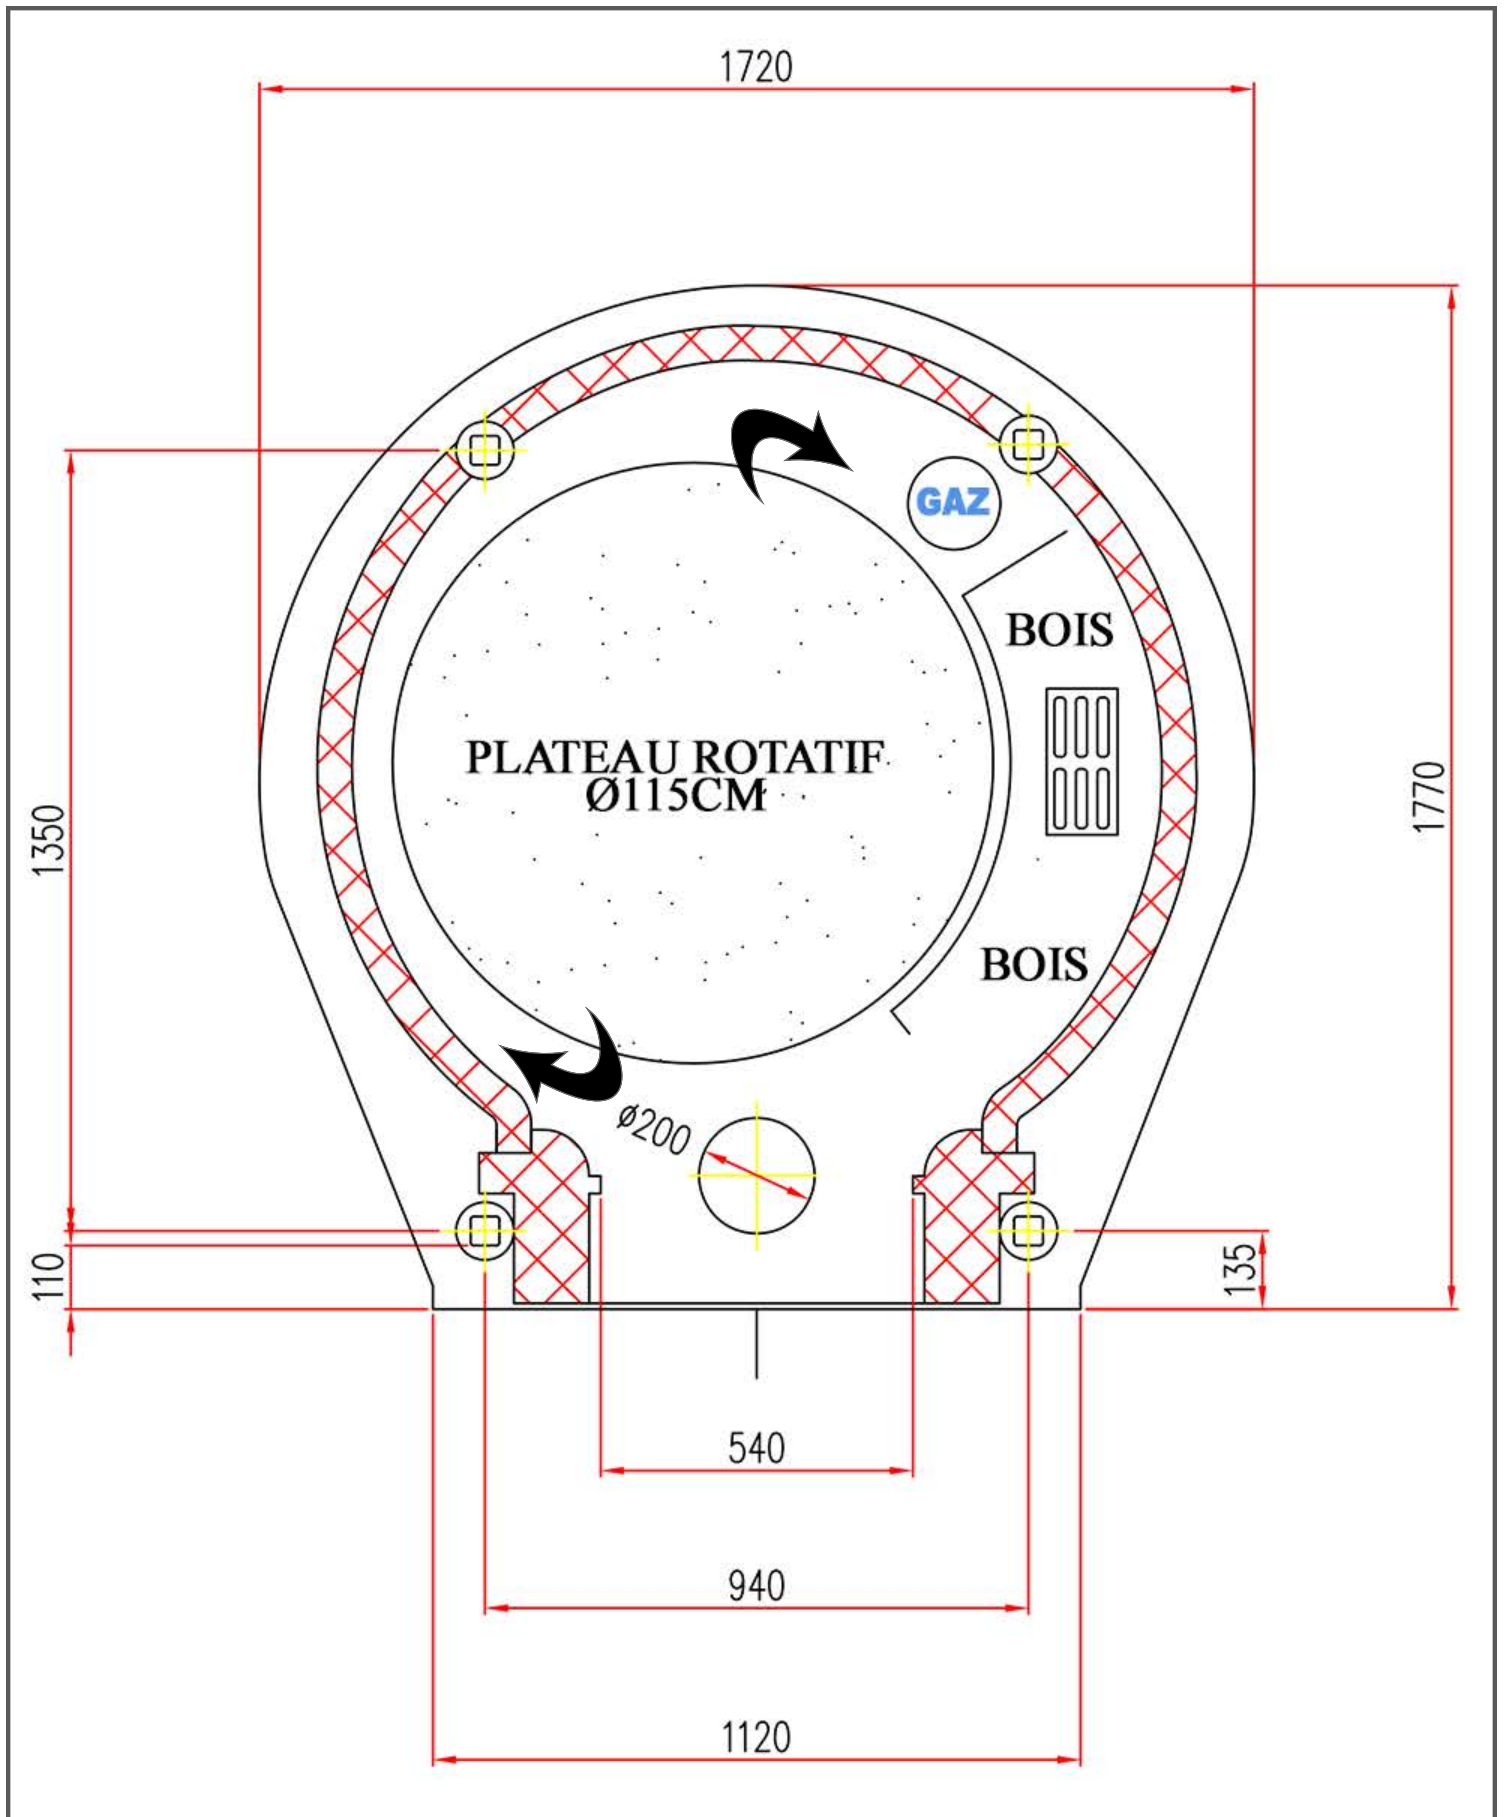 1720
GAZ
BOIS
PLATEAU ROTATIF
Ø115CM
1350
1770
BOIS
ø200
110
135
540
940
1120